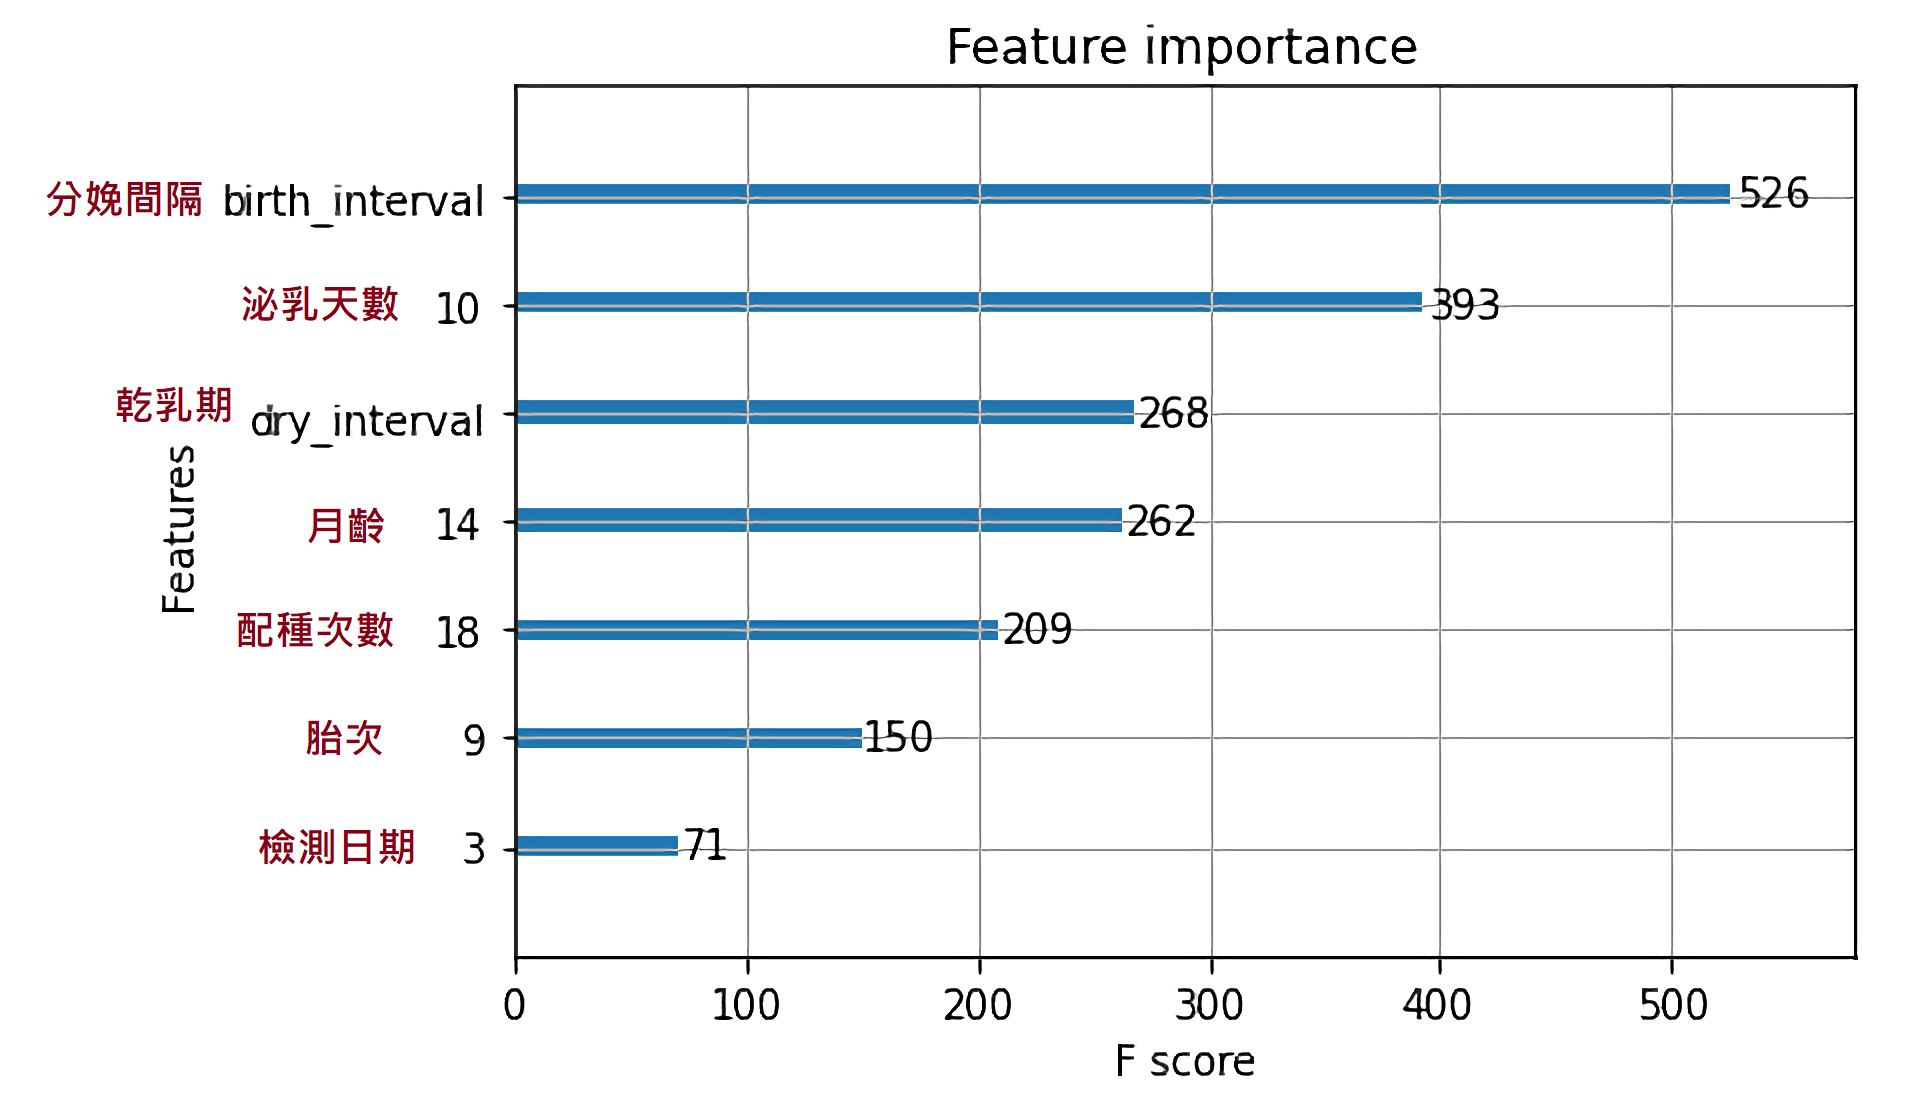 Feature importance
分娩間隔 birth_interval 526
泌乳天數 10 393
乾乳期 dry_interval 268
月齡 14 262
配種次數 18 209
胎次 9 150
檢測日期 3 71
Features
0 100 200 300 400 500
F score